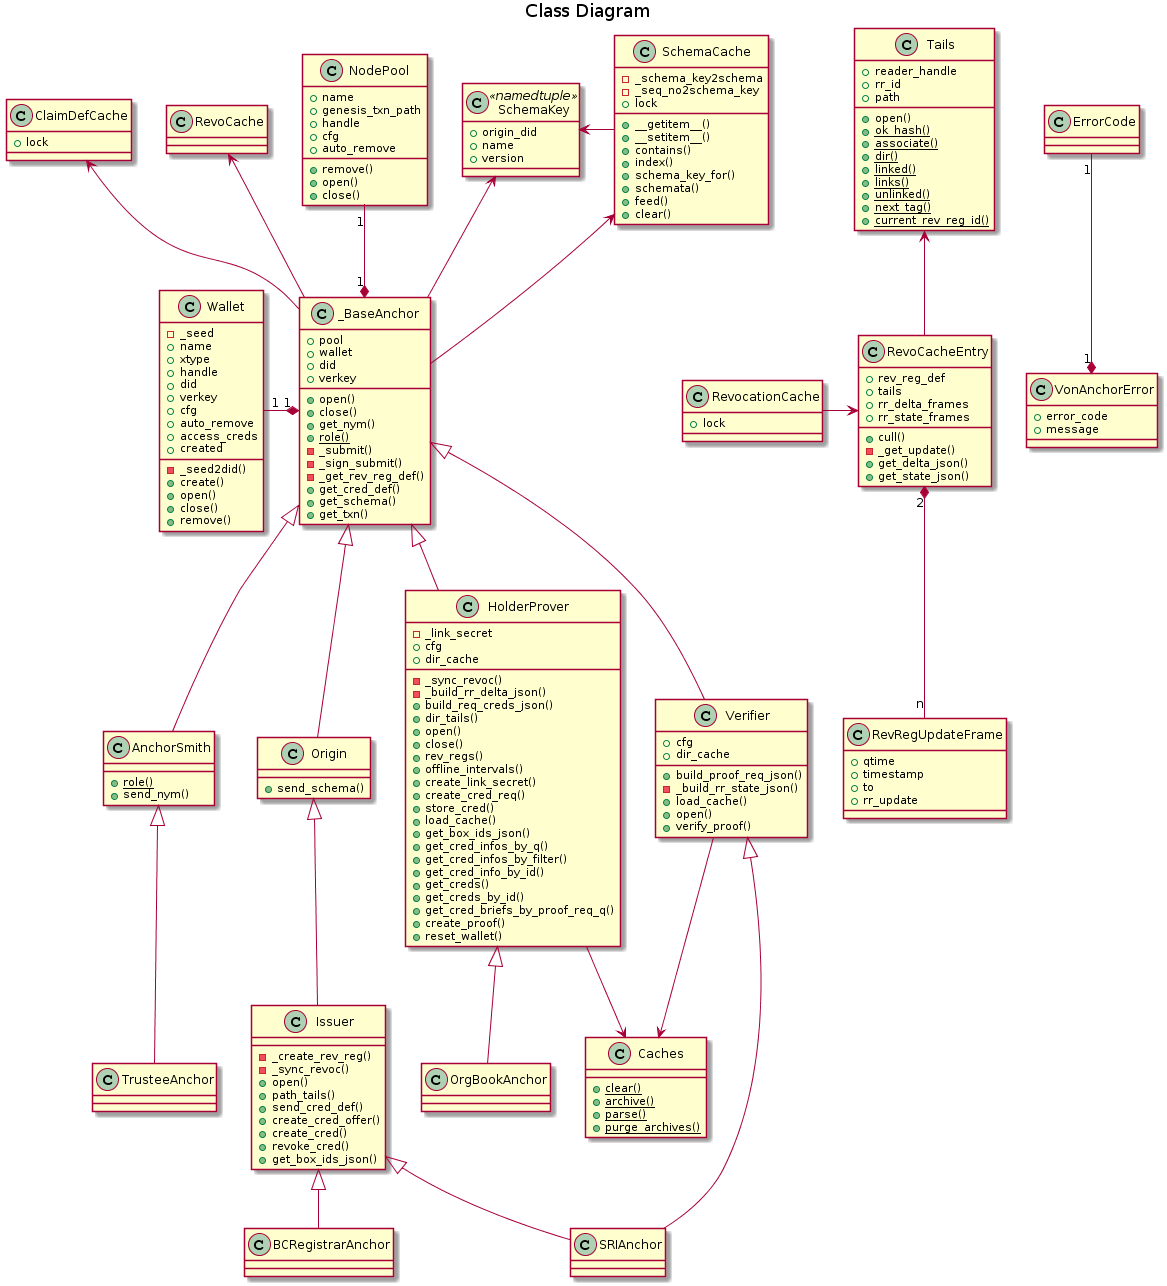 Class Diagram
C ClaimDefCache
lock
C RevoCache
C NodePool
name
genesis_txn_path
handle
cfg
auto_remove
remove()
open()
close()
C «namedtuple»
SchemaKey
origin_did
name
version
C SchemaCache
_schema_key2schema
_seq_no2schema_key
lock
__getitem__()
__setitem__()
contains()
index()
schema_key_for()
schemata()
feed()
clear()
C Tails
reader_handle
rr_id
path
open()
ok_hash()
associate()
dir()
linked()
links()
unlinked()
next_tag()
current_rev_reg_id()
C ErrorCode
1
1
1
1
C Wallet
_seed
name
xtype
handle
did
verkey
cfg
auto_remove
access_creds
created
_seed2did()
create()
open()
close()
remove()
1 1
C _BaseAnchor
pool
wallet
did
verkey
open()
close()
get_nym()
role()
_submit()
_sign_submit()
_get_rev_reg_def()
get_cred_def()
get_schema()
get_txn()
C RevocationCache
lock
C RevoCacheEntry
rev_reg_def
tails
rr_delta_frames
rr_state_frames
cull()
_get_update()
get_delta_json()
get_state_json()
C VonAnchorError
error_code
message
2
n
C HolderProver
_link_secret
cfg
dir_cache
_sync_revoc()
_build_rr_delta_json()
build_req_creds_json()
dir_tails()
open()
close()
rev_regs()
offline_intervals()
create_link_secret()
create_cred_req()
store_cred()
load_cache()
get_box_ids_json()
get_cred_infos_by_q()
get_cred_infos_by_filter()
get_cred_info_by_id()
get_creds()
get_creds_by_id()
get_cred_briefs_by_proof_req_q()
create_proof()
reset_wallet()
C AnchorSmith
role()
send_nym()
C Origin
send_schema()
C Verifier
cfg
dir_cache
build_proof_req_json()
_build_rr_state_json()
load_cache()
open()
verify_proof()
C RevRegUpdateFrame
qtime
timestamp
to
rr_update
C TrusteeAnchor
C Issuer
_create_rev_reg()
_sync_revoc()
open()
path_tails()
send_cred_def()
create_cred_offer()
create_cred()
revoke_cred()
get_box_ids_json()
C OrgBookAnchor
C Caches
clear()
archive()
parse()
purge_archives()
C BCRegistrarAnchor
C SRIAnchor